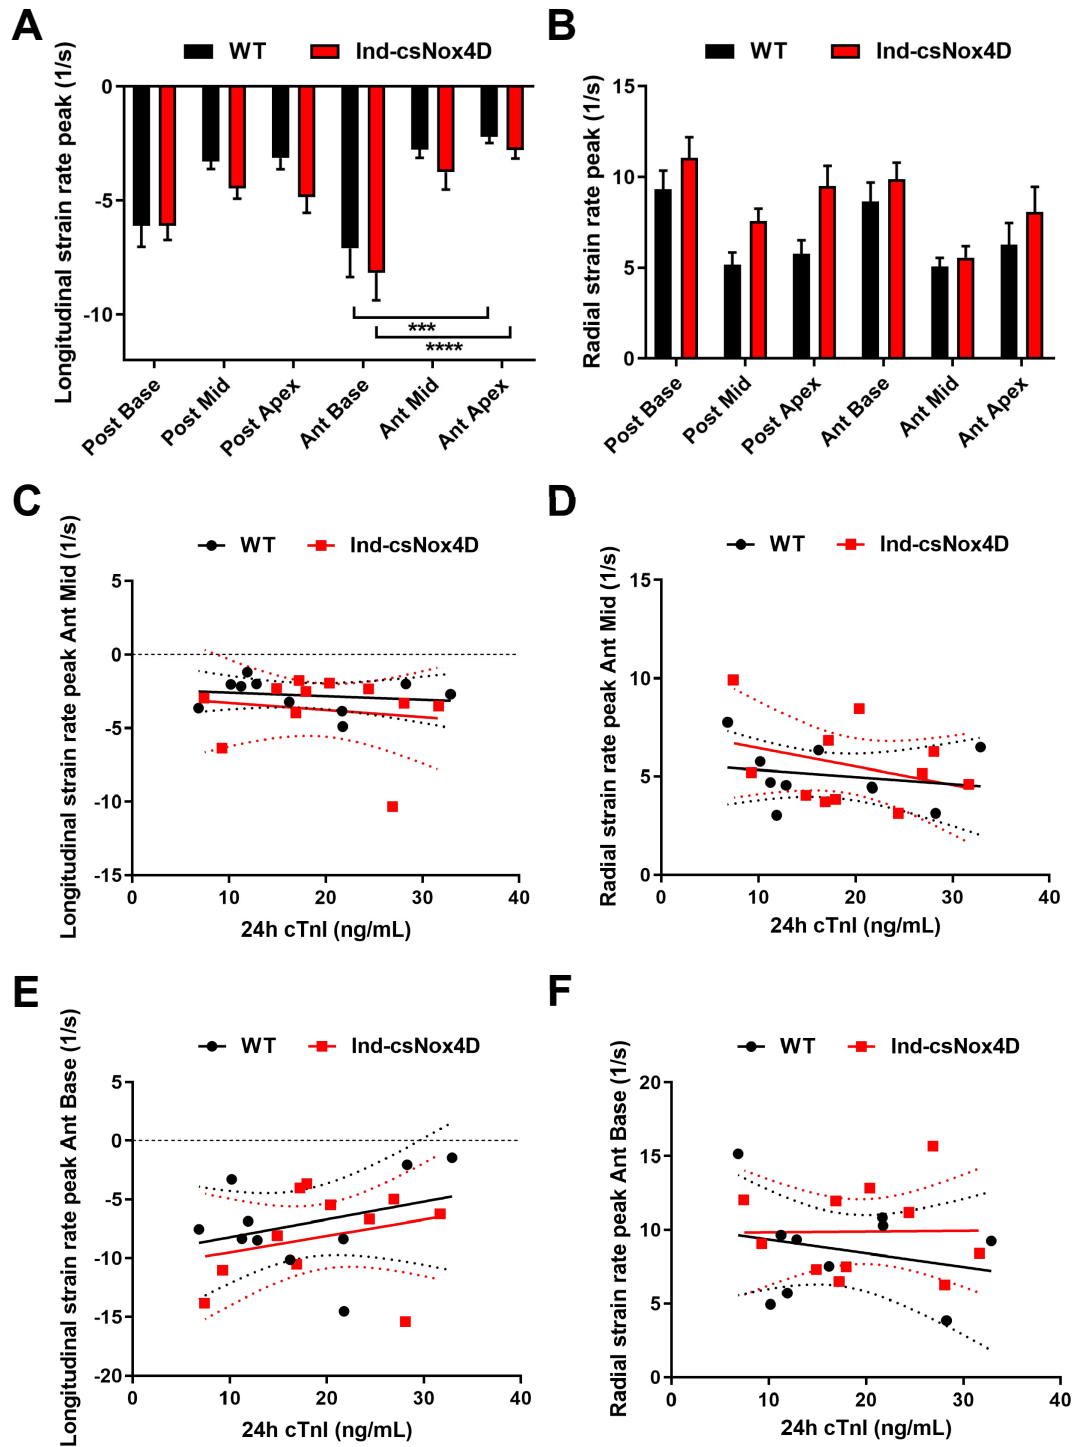 A
WT Ind-csNox4D
Longitudinal strain rate peak (1/s)
0
-5
-10
***
****
Post Base Post Mid Post Apex Ant Base Ant Mid Ant Apex
B
WT Ind-csNox4D
Radial strain rate peak (1/s)
15
10
5
0
Post Base Post Mid Post Apex Ant Base Ant Mid Ant Apex
C
WT Ind-csNox4D
Longitudinal strain rate peak Ant Mid (1/s)
5
0
-5
-10
-15
0 10 20 30 40
24h cTnI (ng/mL)
D
WT Ind-csNox4D
Radial strain rate peak Ant Mid (1/s)
15
10
5
0
0 10 20 30 40
24h cTnI (ng/mL)
E
WT Ind-csNox4D
Longitudinal strain rate peak Ant Base (1/s)
5
0
-5
-10
-15
-20
0 10 20 30 40
24h cTnI (ng/mL)
F
WT Ind-csNox4D
Radial strain rate peak Ant Base (1/s)
20
15
10
5
0
0 10 20 30 40
24h cTnI (ng/mL)